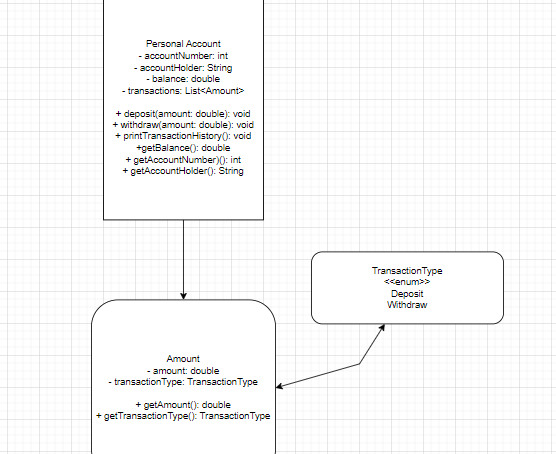 Personal Account
- accountNumber: int
- accountHolder: String
- balance: double
- transactions: List<Amount>
+ deposit(amount: double): void
+ withdraw(amount: double): void
+ printTransactionHistory(): void
+getBalance(): double
+ getAccountNumber)(): int
+ getAccountHolder(): String
TransactionType
<<enum>>
Deposit
Withdraw
Amount
- amount: double
- transactionType: TransactionType
+ getAmount(): double
+ getTransactionType(): TransactionType